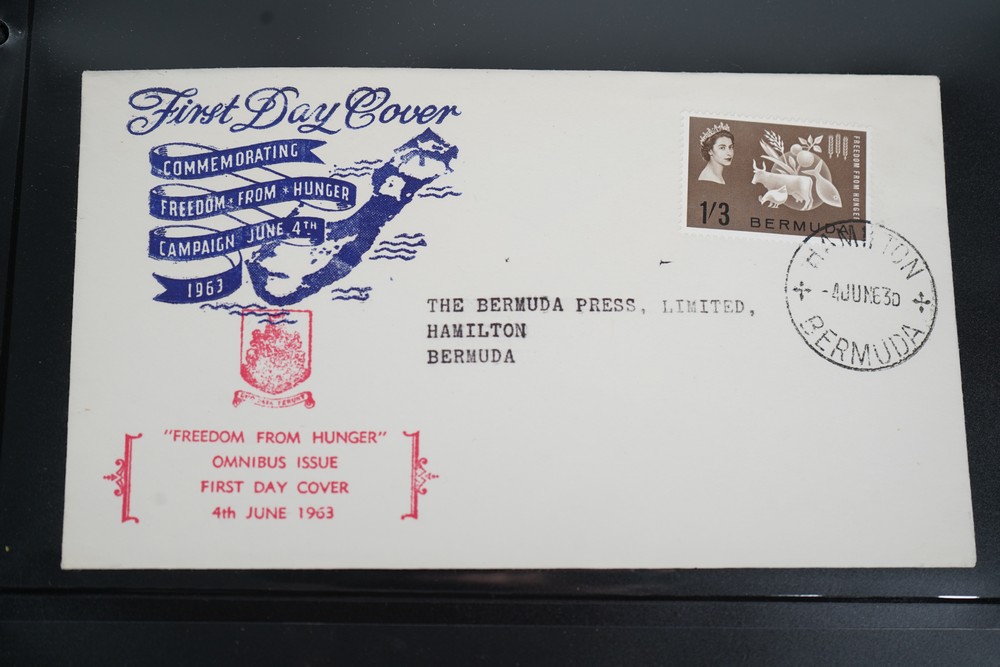 First Day Cover
COMMEMORATING
FREEDOM FROM HUNGER
CAMPAIGN JUNE 4TH
1963
FREEDOM FROM HUNGER
1/3
BERMUDA
HAMILTON
-4JUN63D
BERMUDA
THE BERMUDA PRESS, LIMITED,
HAMILTON
BERMUDA
"FREEDOM FROM HUNGER"
OMNIBUS ISSUE
FIRST DAY COVER
4th JUNE 1963